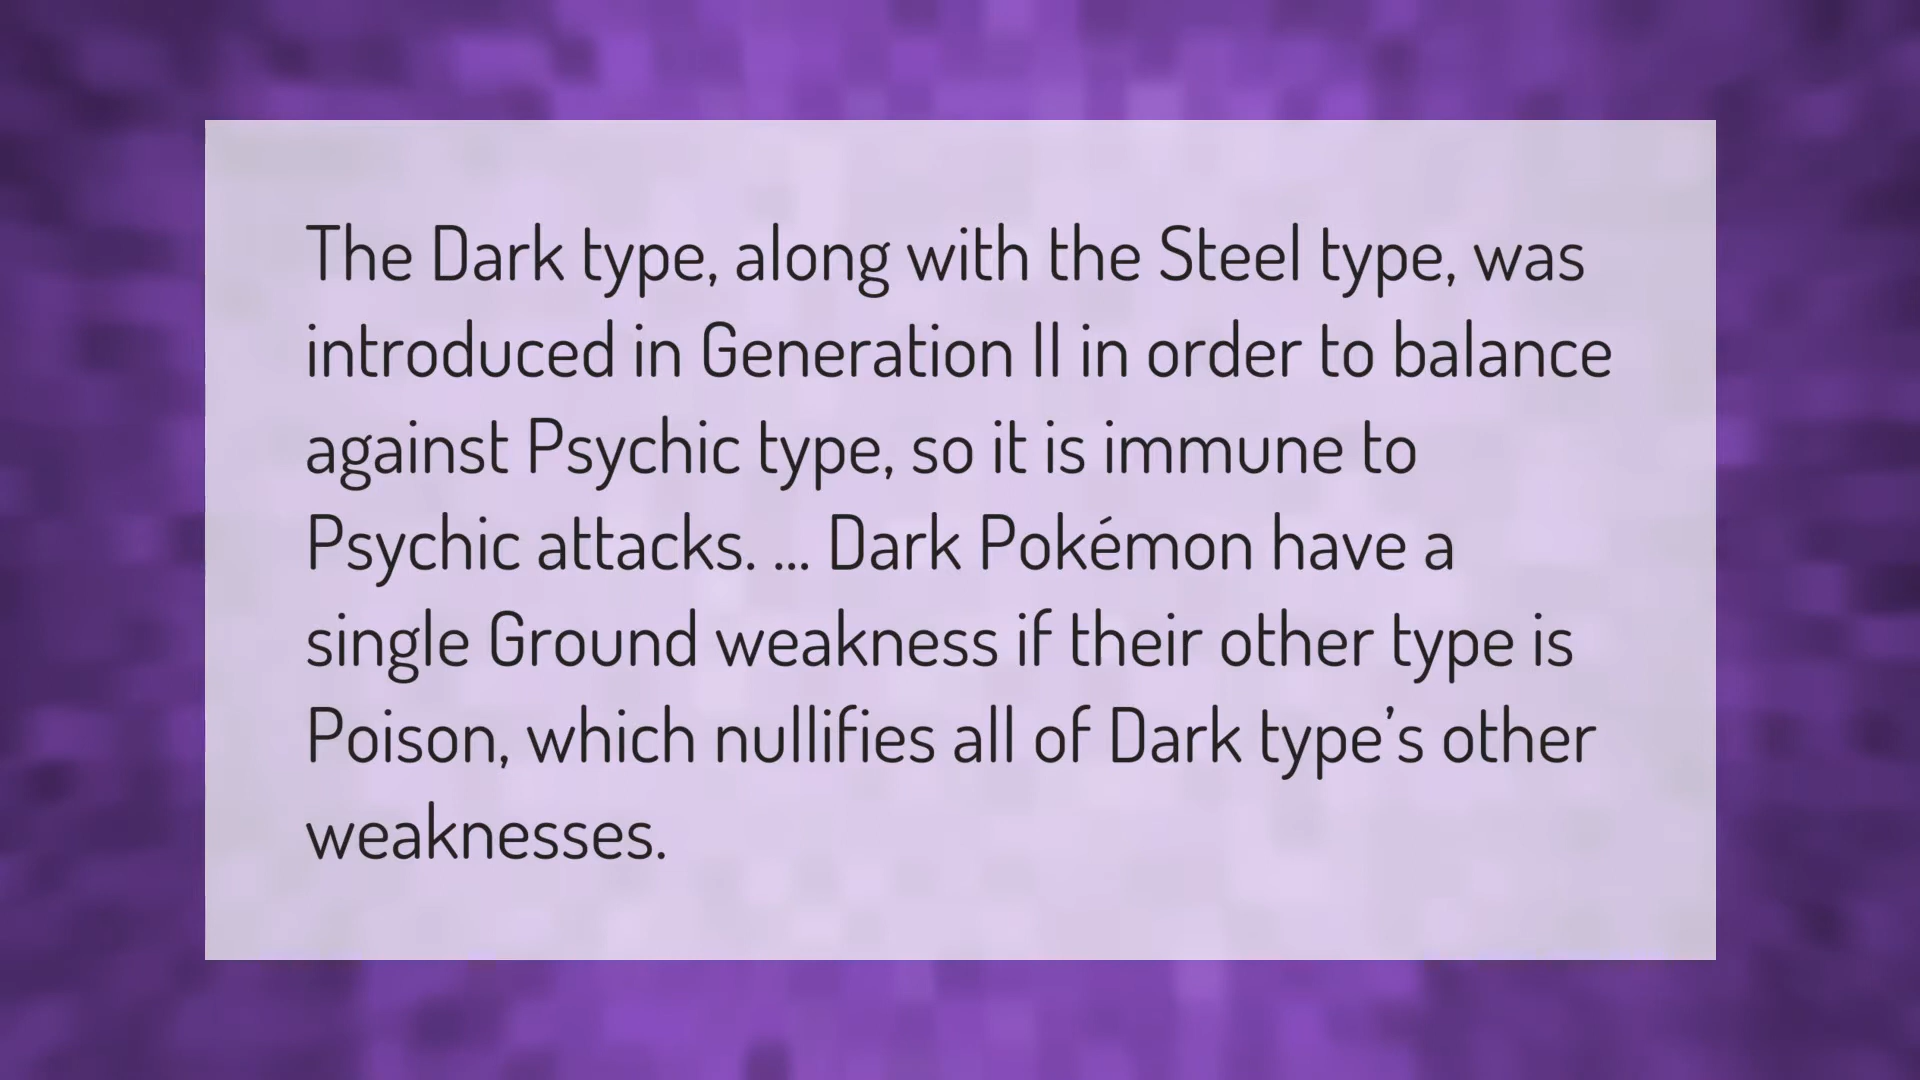 The Dark type, along with the Steel type, was
introduced in Generation II in order to balance
against Psychic type, so it is immune to
Psychic attacks. ... Dark Pokémon have a
single Ground weakness if their other type is
Poison, which nullifies all of Dark type’s other
weaknesses.